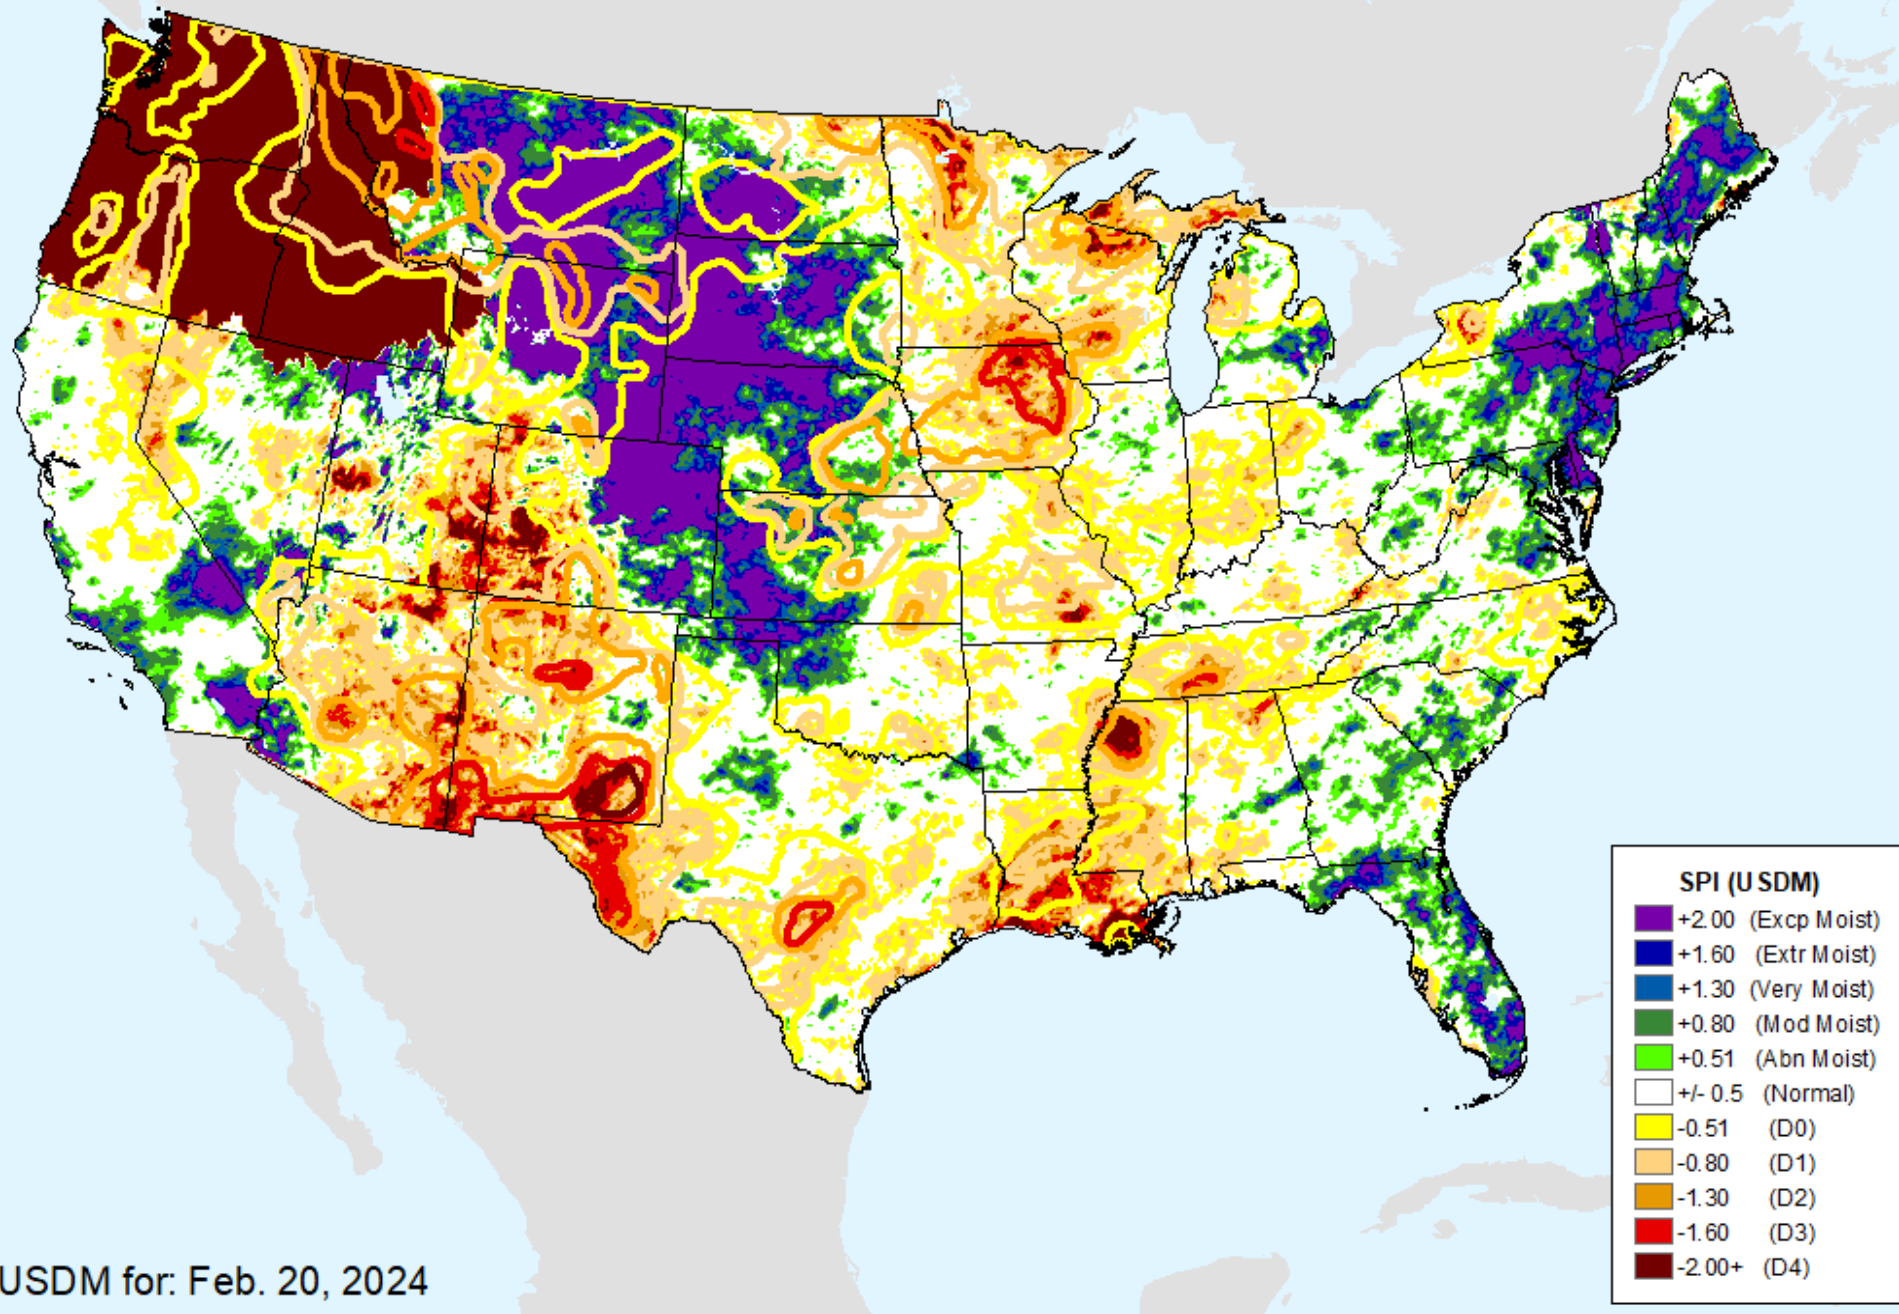 SPI (USDM)
+2.00 (Excp Moist)
+1.60 (Extr Moist)
+1.30 (Very Moist)
+0.80 (Mod Moist)
+0.51 (Abn Moist)
+/- 0.5 (Normal)
-0.51 (D0)
-0.80 (D1)
-1.30 (D2)
-1.60 (D3)
-2.00+ (D4)
USDM for: Feb. 20, 2024